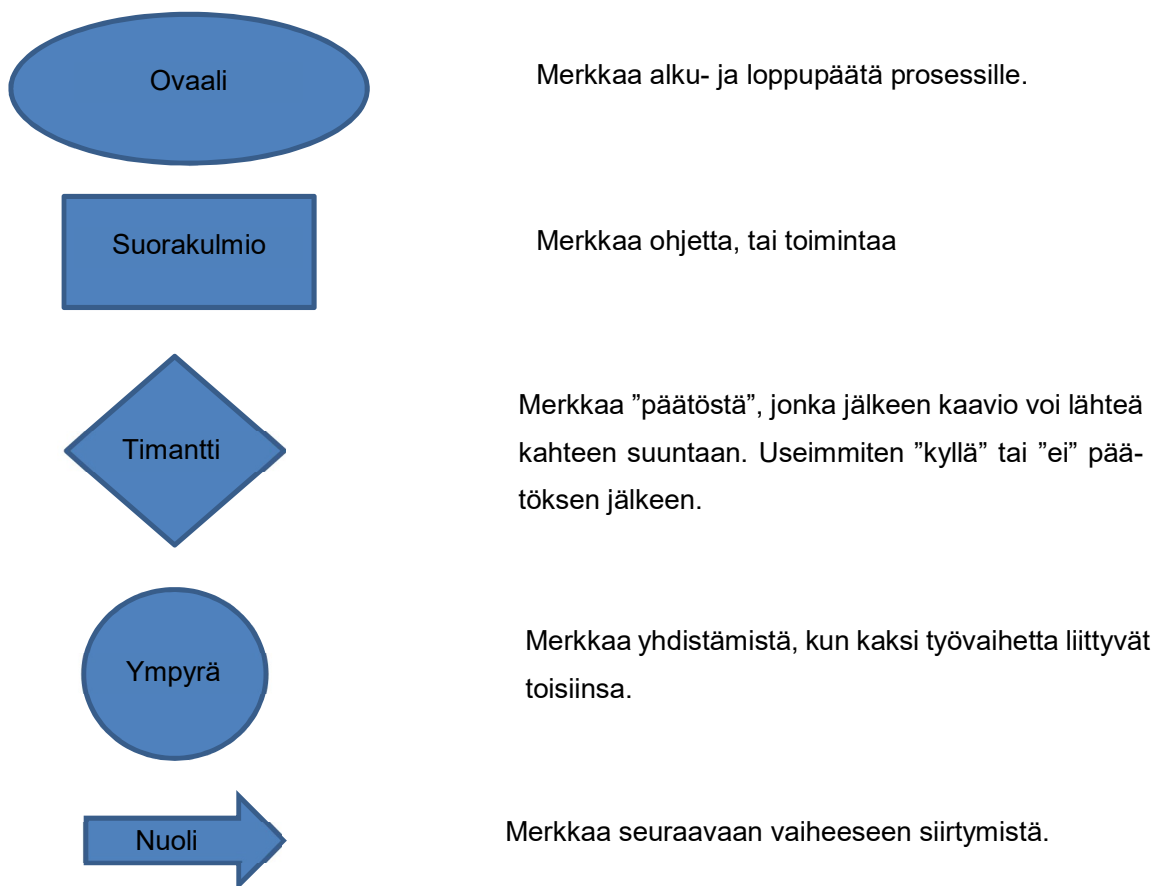 Ovaali
Merkkaa alku- ja loppupäätä prosessille.
Suorakulmio
Merkkaa ohjetta, tai toimintaa
Timantti
Merkkaa ”päätöstä”, jonka jälkeen kaavio voi lähteä
kahteen suuntaan. Useimmiten ”kyllä” tai ”ei” pää-
töksen jälkeen.
Ympyrä
Merkkaa yhdistämistä, kun kaksi työvaihetta liittyvät
toisiinsa.
Nuoli
Merkkaa seuraavaan vaiheeseen siirtymistä.